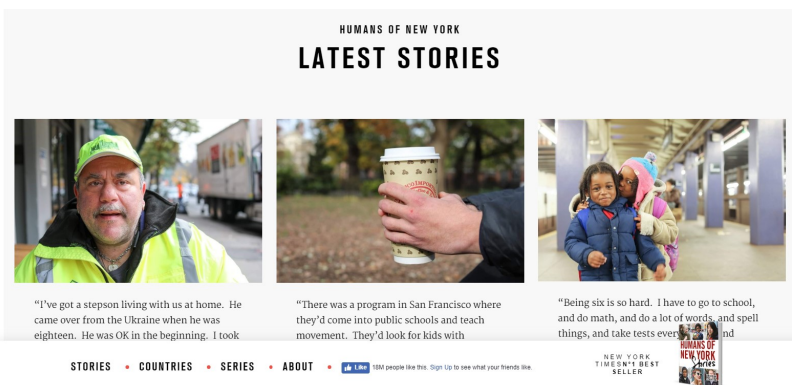 HUMANS OF NEW YORK
LATEST STORIES
“I’ve got a stepson living with us at home. He
came over from the Ukraine when he was
eighteen. He was OK in the beginning. I took
“There was a program in San Francisco where
they’d come into public schools and teach
movement. They’d look for kids with
“Being six is so hard. I have to go to school,
and do math, and do a lot of words, and spell
things, and take tests every nd
STORIES • COUNTRIES • SERIES • ABOUT •
Like 18M people like this. Sign Up to see what your friends like.
NEW YORK
TIMESNº1 BEST
SELLER
HUMANS OF
NEW YORK
Stories